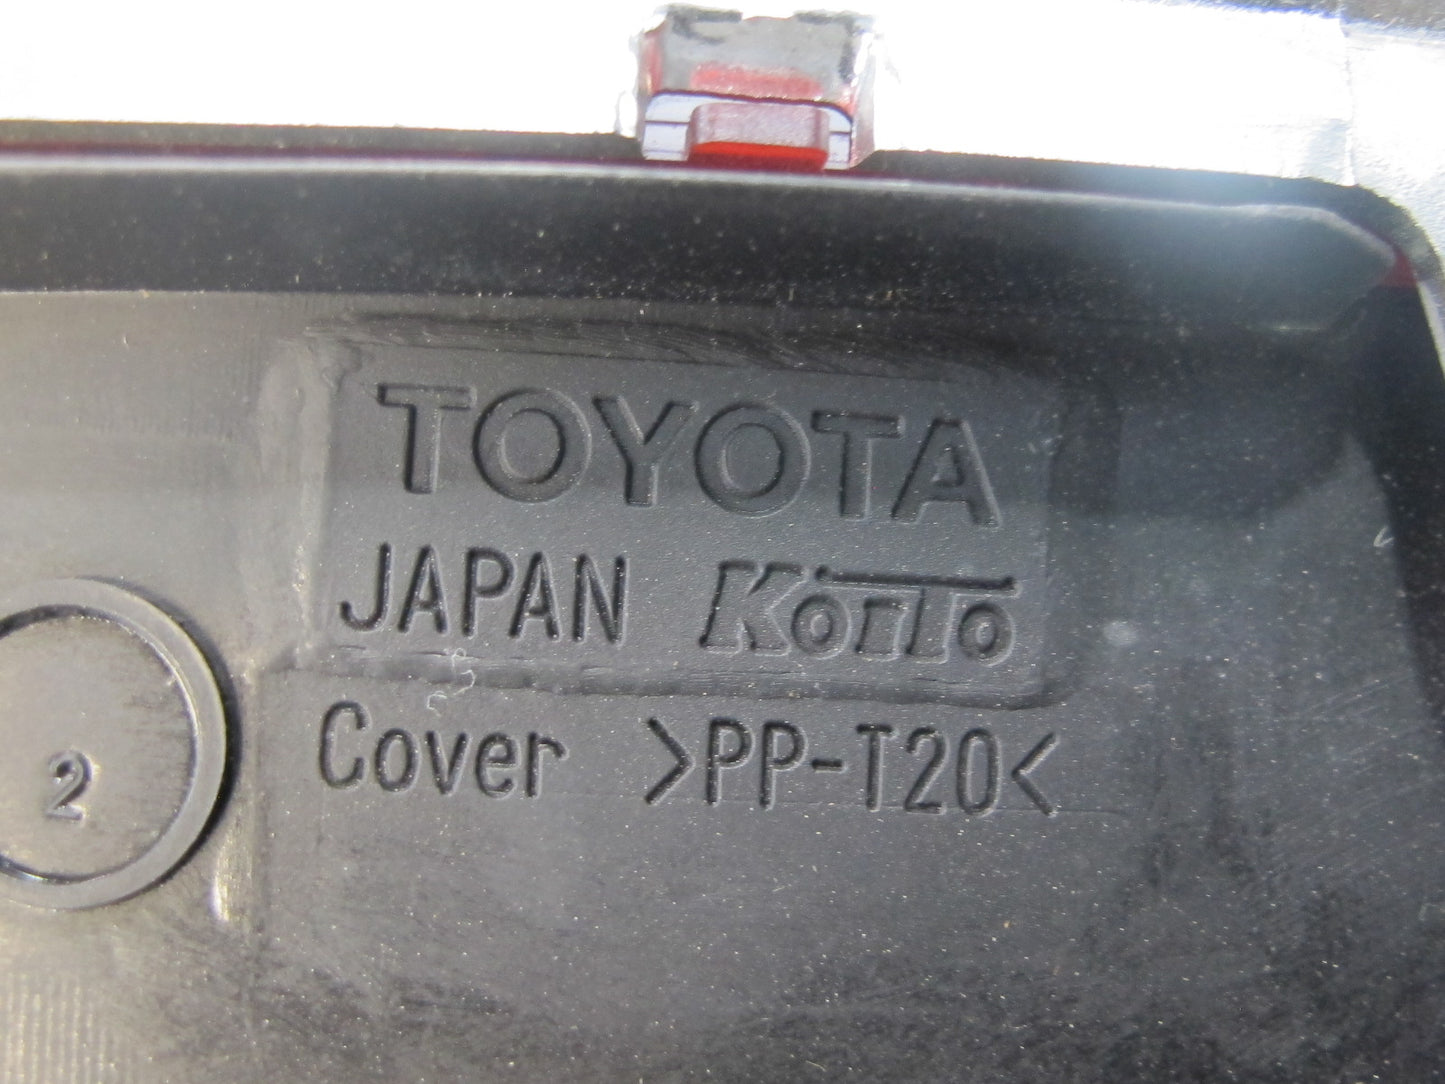 TOYOTA
JAPAN KOITO
Cover >PP-T20<
2